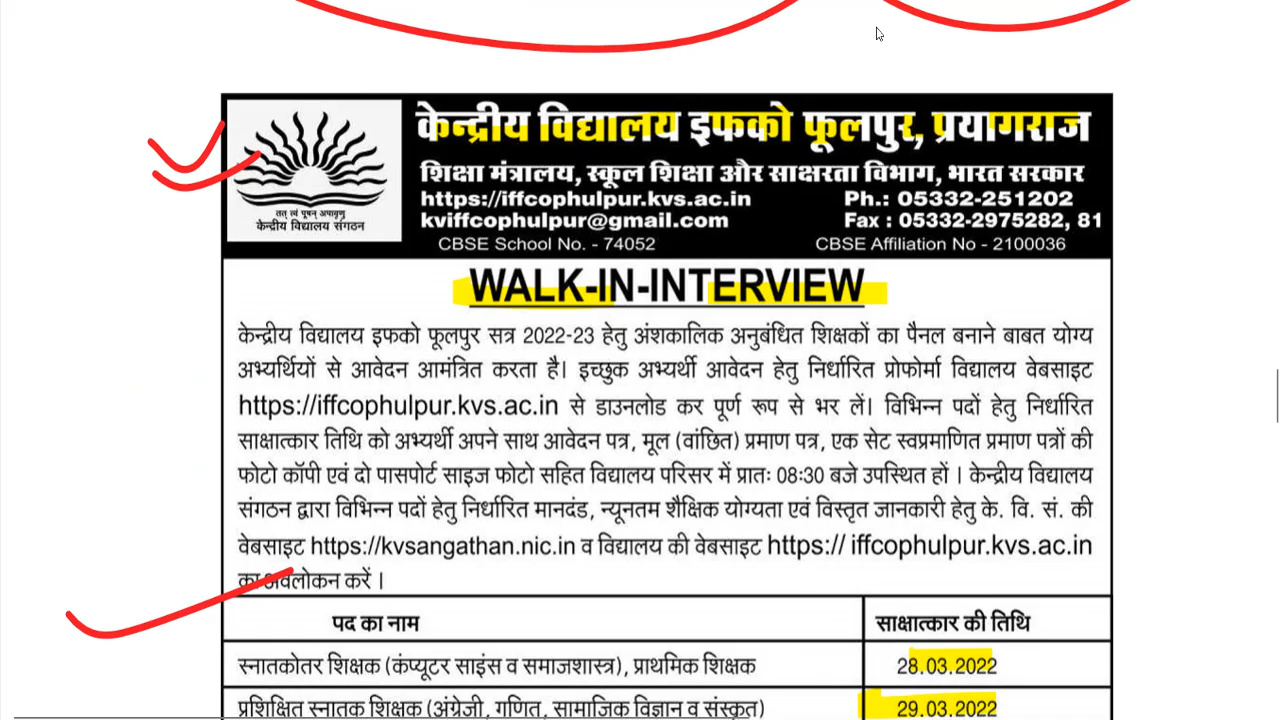 केन्द्रीय विद्यालय इफको फूलपुर, प्रयागराज
शिक्षा मंत्रालय, स्कूल शिक्षा और साक्षरता विभाग, भारत सरकार
https://iffcophulpur.kvs.ac.in Ph.: 05332-251202
kviffcophulpur@gmail.com Fax : 05332-2975282, 81
CBSE School No. - 74052 CBSE Affiliation No - 2100036
तत् त्वं पूषन् अपावृणु
केन्द्रीय विद्यालय संगठन
WALK-IN-INTERVIEW
केन्द्रीय विद्यालय इफको फूलपुर सत्र 2022-23 हेतु अंशकालिक अनुबंधित शिक्षकों का पैनल बनाने बाबत योग्य
अभ्यर्थियों से आवेदन आमंत्रित करता है। इच्छुक अभ्यर्थी आवेदन हेतु निर्धारित प्रोफोर्मा विद्यालय वेबसाइट
https://iffcophulpur.kvs.ac.in से डाउनलोड कर पूर्ण रूप से भर लें। विभिन्न पदों हेतु निर्धारित
साक्षात्कार तिथि को अभ्यर्थी अपने साथ आवेदन पत्र, मूल (वांछित) प्रमाण पत्र, एक सेट स्वप्रमाणित प्रमाण पत्रों की
फोटो कॉपी एवं दो पासपोर्ट साइज फोटो सहित विद्यालय परिसर में प्रातः 08:30 बजे उपस्थित हों । केन्द्रीय विद्यालय
संगठन द्वारा विभिन्न पदों हेतु निर्धारित मानदंड, न्यूनतम शैक्षिक योग्यता एवं विस्तृत जानकारी हेतु के. वि. सं. की
वेबसाइट https://kvsangathan.nic.in व विद्यालय की वेबसाइट https:// iffcophulpur.kvs.ac.in
का अवलोकन करें ।
पद का नाम साक्षात्कार की तिथि
स्नातकोतर शिक्षक (कंप्यूटर साइंस व समाजशास्त्र), प्राथमिक शिक्षक 28.03.2022
प्रशिक्षित स्नातक शिक्षक (अंग्रेजी, गणित, सामाजिक विज्ञान व संस्कृत) 29.03.2022